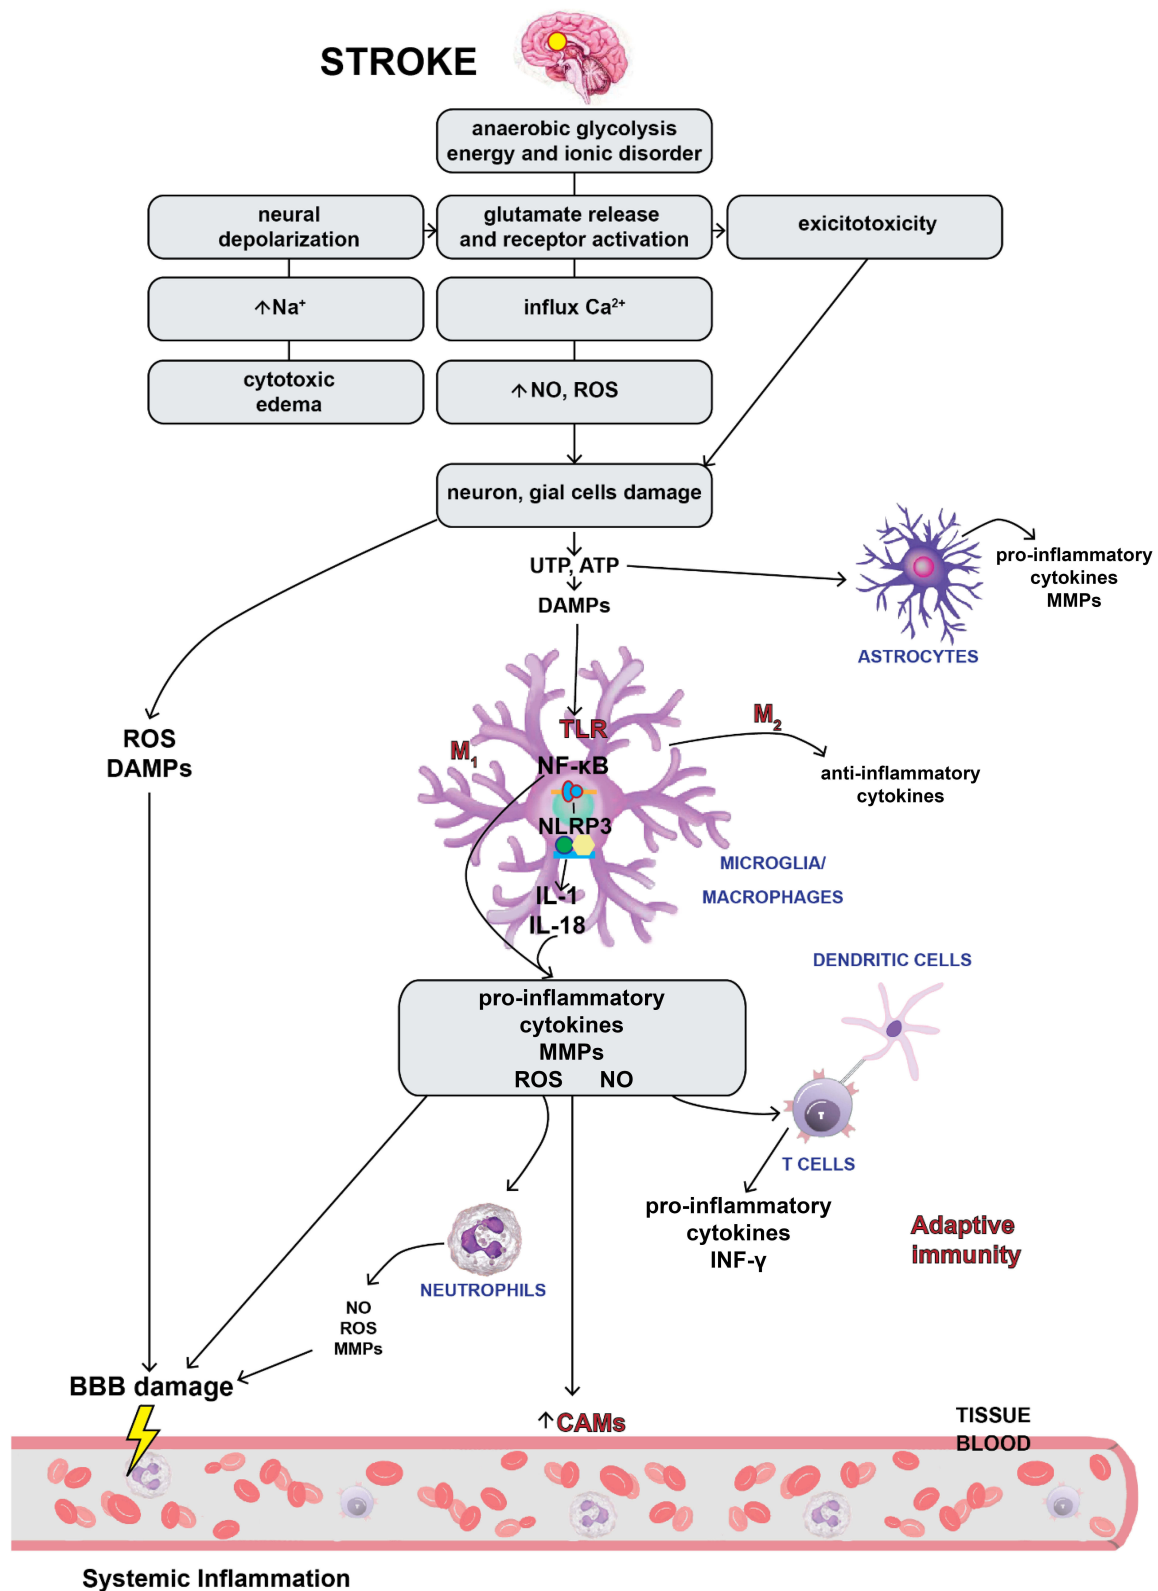 STROKE
anaerobic glycolysis
energy and ionic disorder
neural
depolarization
glutamate release
and receptor activation
exicitotoxicity
↑Na⁺
influx Ca²⁺
cytotoxic
edema
↑NO, ROS
neuron, gial cells damage
UTP, ATP
DAMPs
pro-inflammatory
cytokines
MMPs
ASTROCYTES
ROS
DAMPs
TLR
M₁
M₂
NF-κB
anti-inflammatory
cytokines
NLRP3
MICROGLIA/
MACROPHAGES
IL-1
IL-18
DENDRITIC CELLS
pro-inflammatory
cytokines
MMPs
ROS NO
T
T CELLS
pro-inflammatory
cytokines
INF-γ
Adaptive
immunity
NEUTROPHILS
NO
ROS
MMPs
BBB damage
↑CAMs
TISSUE
BLOOD
T
T
Systemic Inflammation